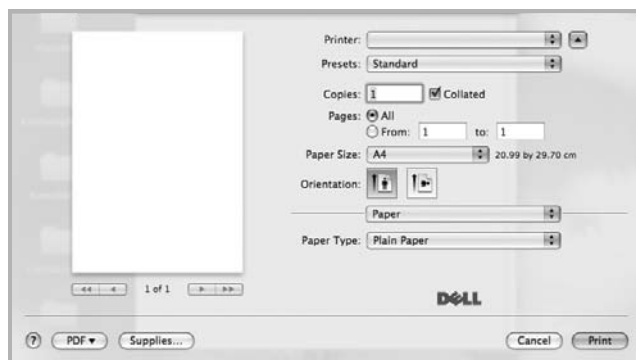 Printer:
Presets: Standard
Copies: 1 Collated
Pages: All
From: 1 to: 1
Paper Size: A4 20.99 by 29.70 cm
Orientation:
Paper
Paper Type: Plain Paper
1 of 1
DELL
? PDF Supplies... Cancel Print